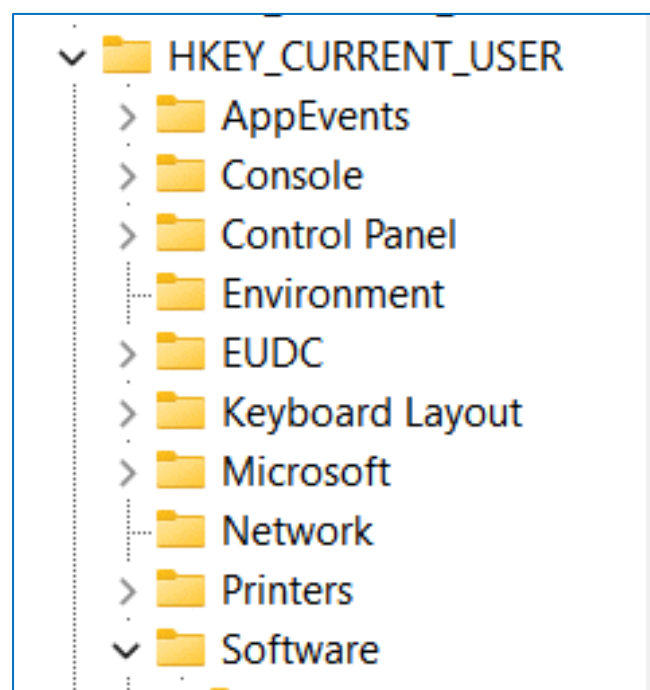 HKEY_CURRENT_USER
AppEvents
Console
Control Panel
Environment
EUDC
Keyboard Layout
Microsoft
Network
Printers
Software